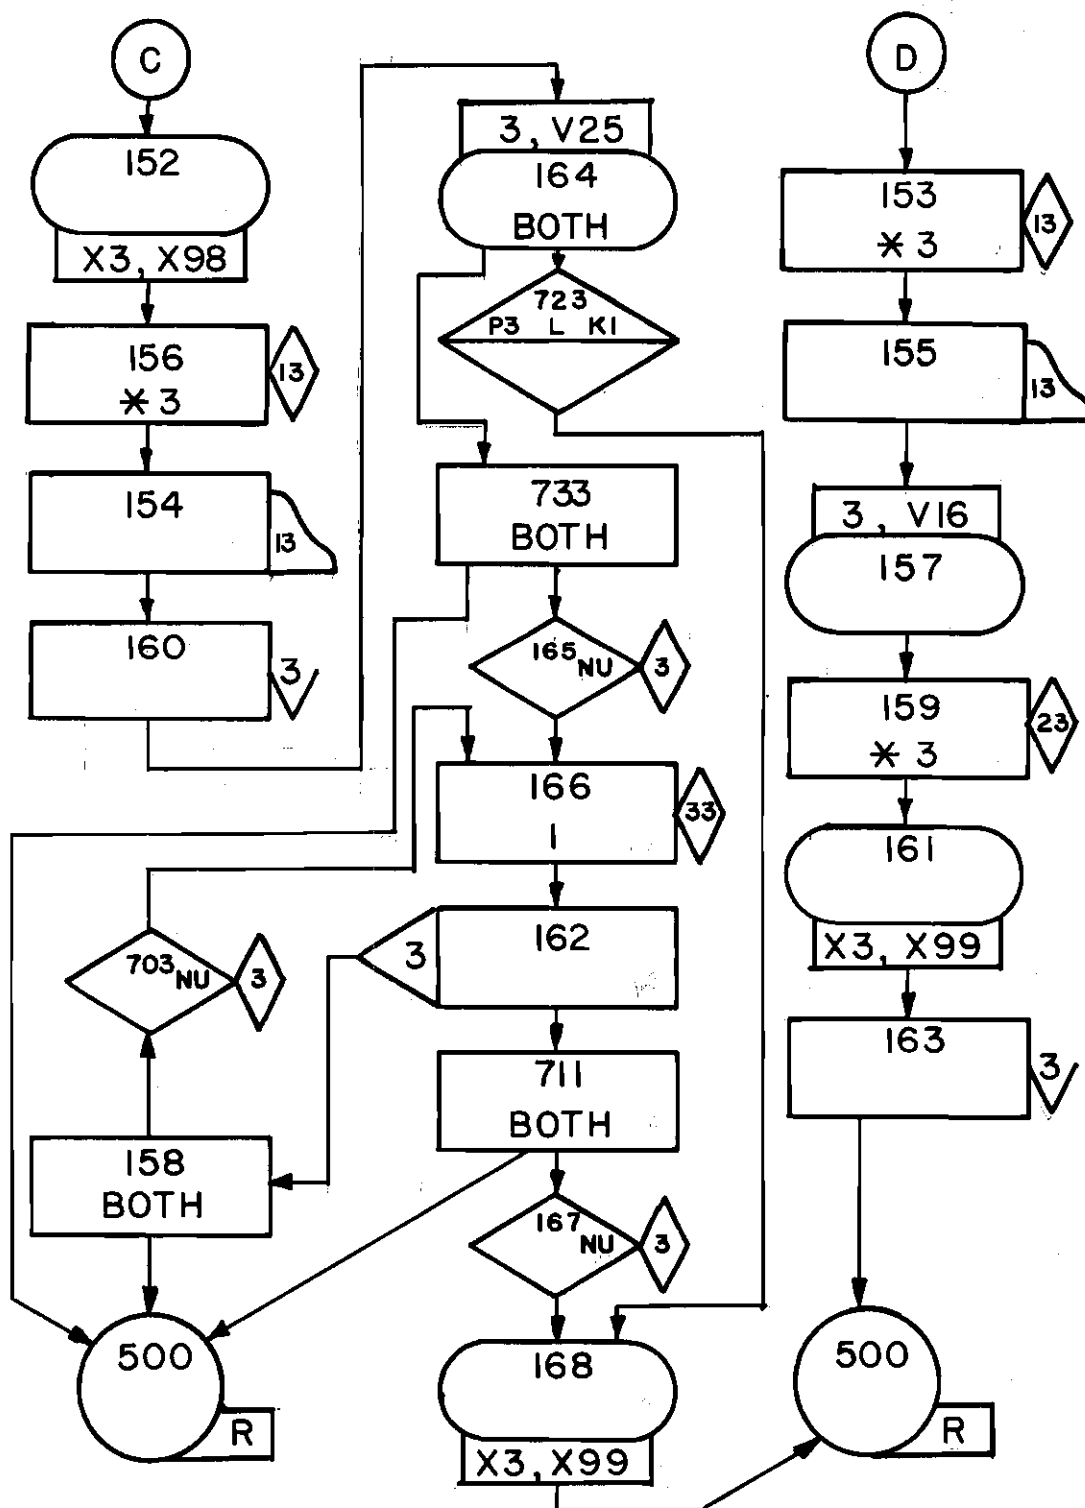 C
152
X3, X98
156
* 3
13
154
13
160
3
3, V25
164
BOTH
723
P3 L K1
733
BOTH
165 NU
3
166
1
33
162
3
703 NU
3
711
BOTH
158
BOTH
167 NU
3
500
R
168
X3, X99
D
153
* 3
13
155
13
3, V16
157
159
* 3
23
161
X3, X99
163
3
500
R